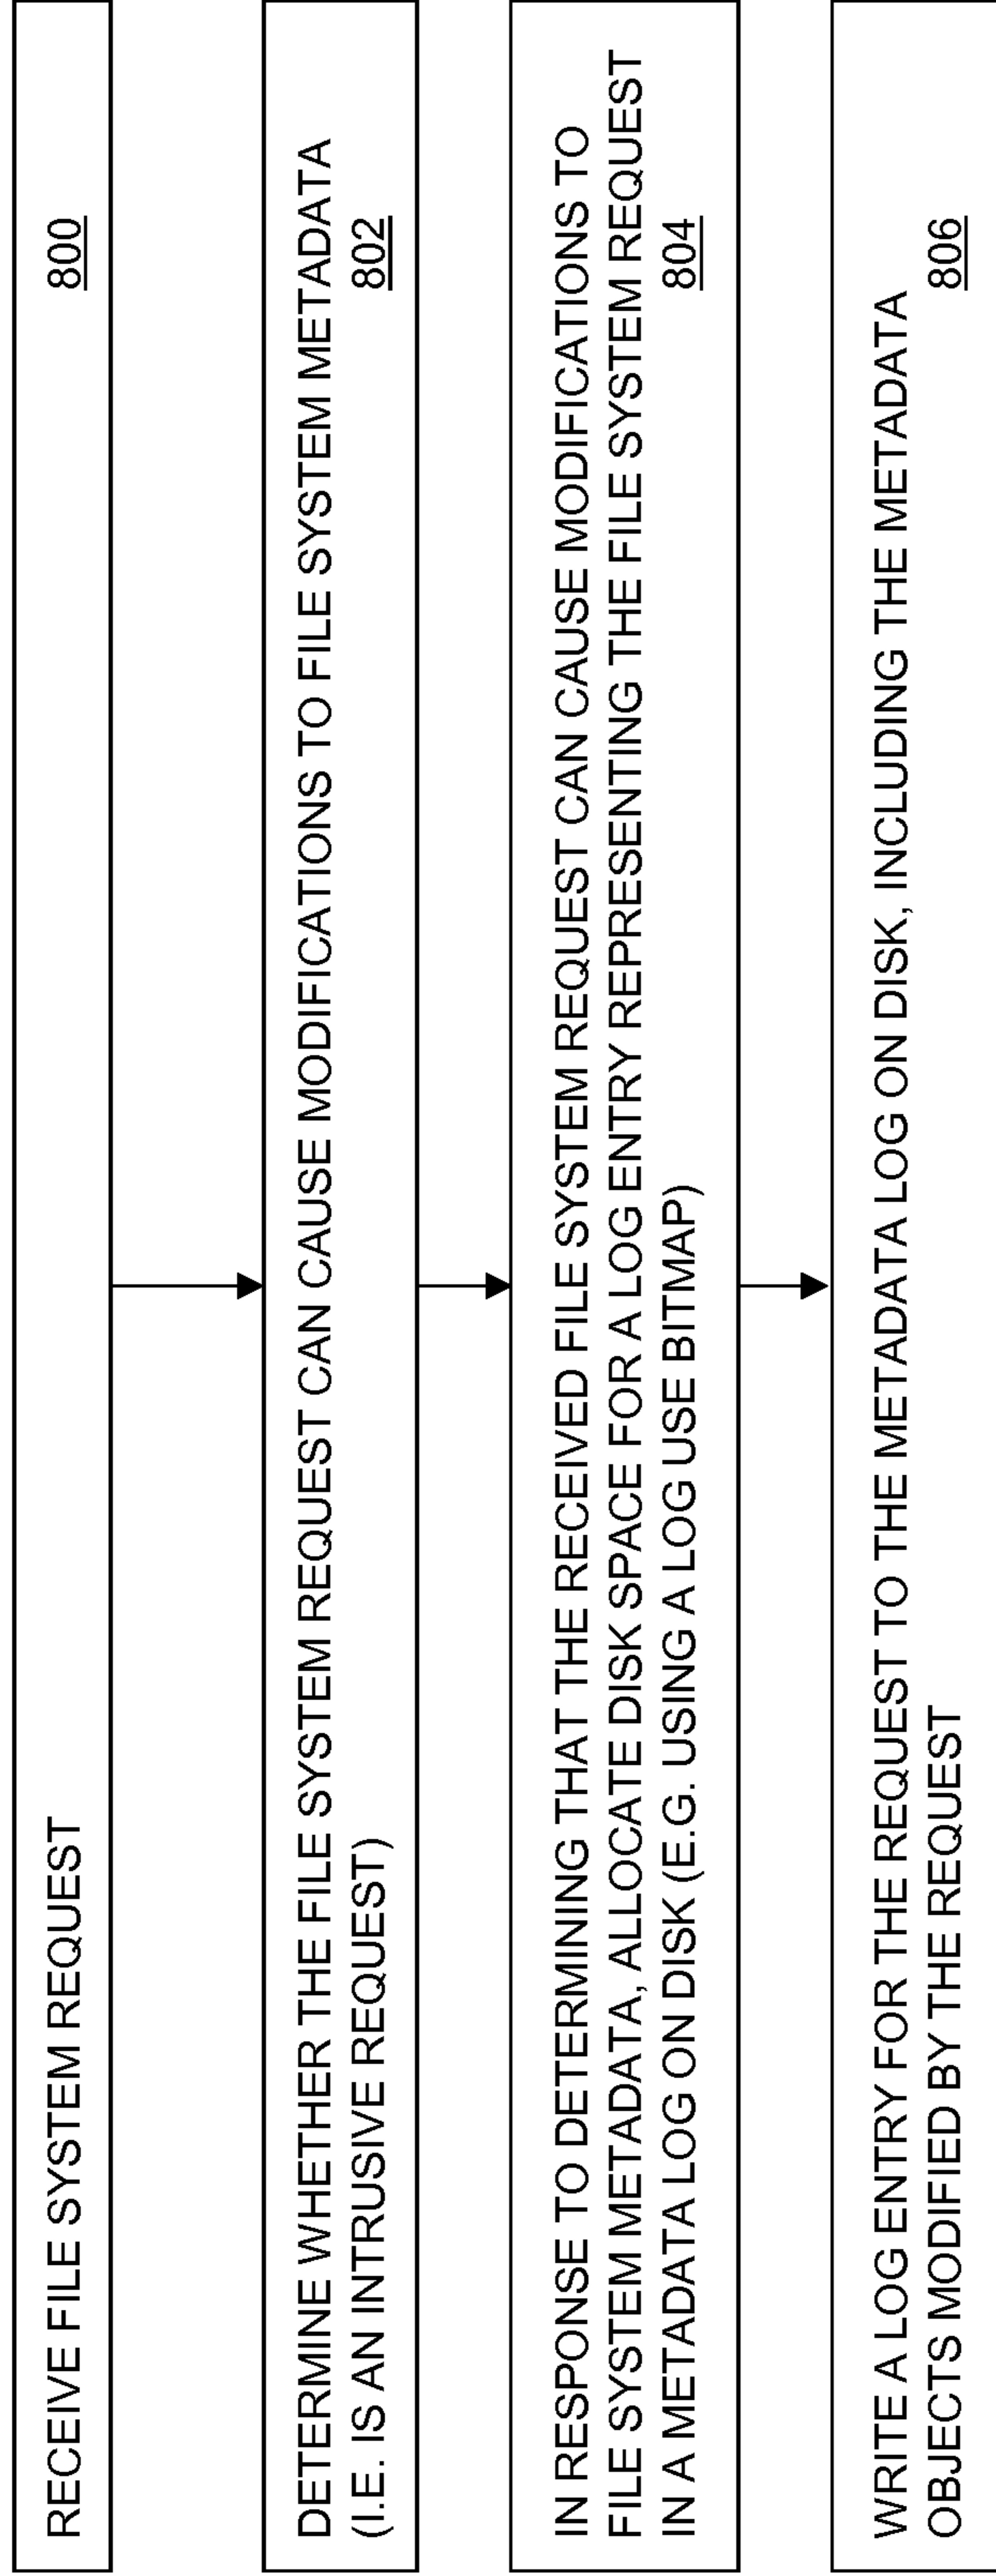 RECEIVE FILE SYSTEM REQUEST
800
DETERMINE WHETHER THE FILE SYSTEM REQUEST CAN CAUSE MODIFICATIONS TO FILE SYSTEM METADATA
(I.E. IS AN INTRUSIVE REQUEST)
802
IN RESPONSE TO DETERMINING THAT THE RECEIVED FILE SYSTEM REQUEST CAN CAUSE MODIFICATIONS TO
FILE SYSTEM METADATA, ALLOCATE DISK SPACE FOR A LOG ENTRY REPRESENTING THE FILE SYSTEM REQUEST
IN A METADATA LOG ON DISK (E.G. USING A LOG USE BITMAP)
804
WRITE A LOG ENTRY FOR THE REQUEST TO THE METADATA LOG ON DISK, INCLUDING THE METADATA
OBJECTS MODIFIED BY THE REQUEST
806